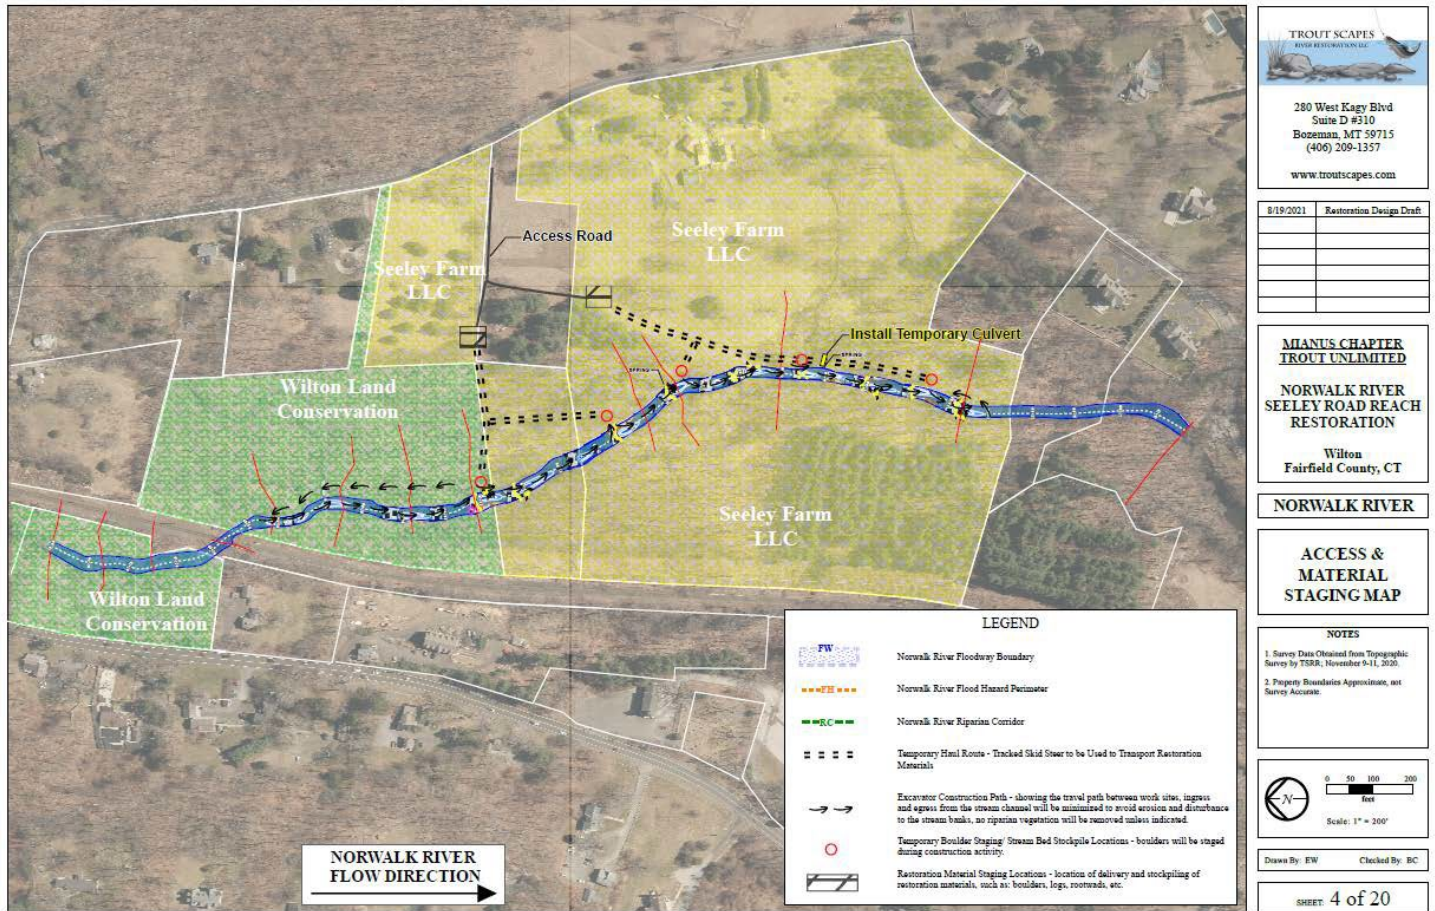 Access Road
Seeley Farm
LLC
Seeley Farm
LLC
Install Temporary Culvert
SPRING
SPRING
Wilton Land
Conservation
Seeley Farm
LLC
Wilton Land
Conservation
NORWALK RIVER
FLOW DIRECTION
LEGEND
FW
Norwalk River Floodway Boundary
FH
Norwalk River Flood Hazard Perimeter
RC
Norwalk River Riparian Corridor
Temporary Haul Route - Tracked Skid Steer to be Used to Transport Restoration
Materials
Excavator Construction Path - showing the travel path between work sites, ingress
and egress from the stream channel will be minimized to avoid erosion and disturbance
to the stream banks, no riparian vegetation will be removed unless indicated.
Temporary Boulder Staging/ Stream Bed Stockpile Locations - boulders will be staged
during construction activity.
Restoration Material Staging Locations - location of delivery and stockpiling of
restoration materials, such as: boulders, logs, rootwads, etc.
TROUT SCAPES
RIVER RESTORATION LLC
280 West Kagy Blvd
Suite D #310
Bozeman, MT 59715
(406) 209-1357
www.troutscapes.com
8/19/2021 Restoration Design Draft
MIANUS CHAPTER
TROUT UNLIMITED
NORWALK RIVER
SEELEY ROAD REACH
RESTORATION
Wilton
Fairfield County, CT
NORWALK RIVER
ACCESS &
MATERIAL
STAGING MAP
NOTES
1. Survey Data Obtained from Topographic
Survey by TSRR; November 9-11, 2020.
2. Property Boundaries Approximate, not
Survey Accurate.
N
0 50 100 200
feet
Scale: 1" = 200'
Drawn By: EW Checked By: BC
SHEET: 4 of 20